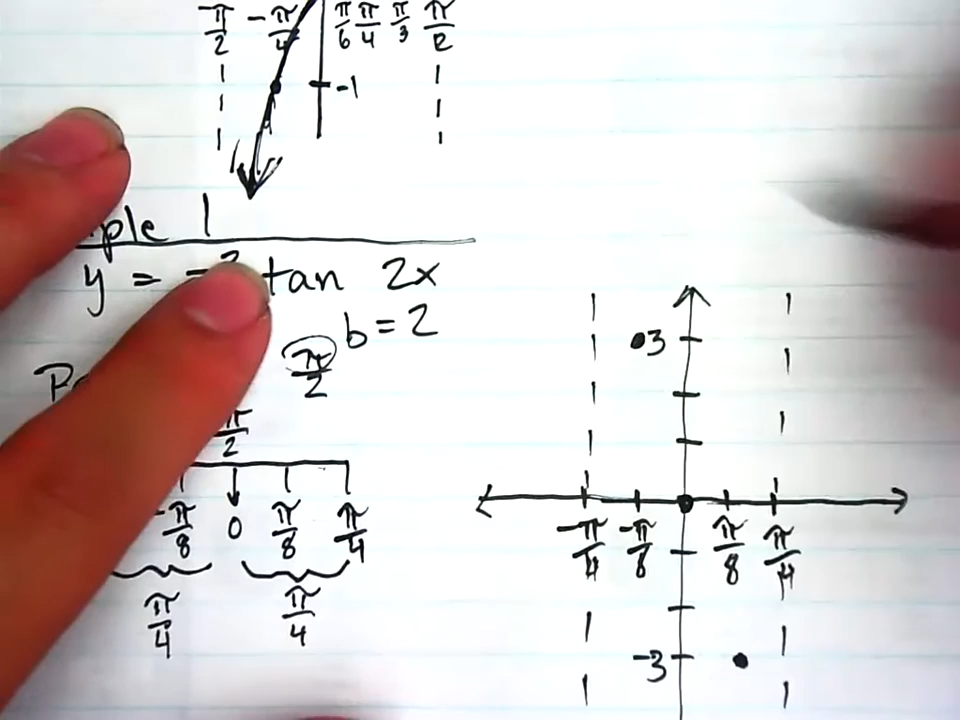 -π/2 -π/4 π/6 π/4 π/3 π/2
-1
ple 1
y = tan 2x
b = 2
π/2
π/2
-π/8 0 π/8 π/4
π/4 π/4
3
-π/4 -π/8 π/8 π/4
-3